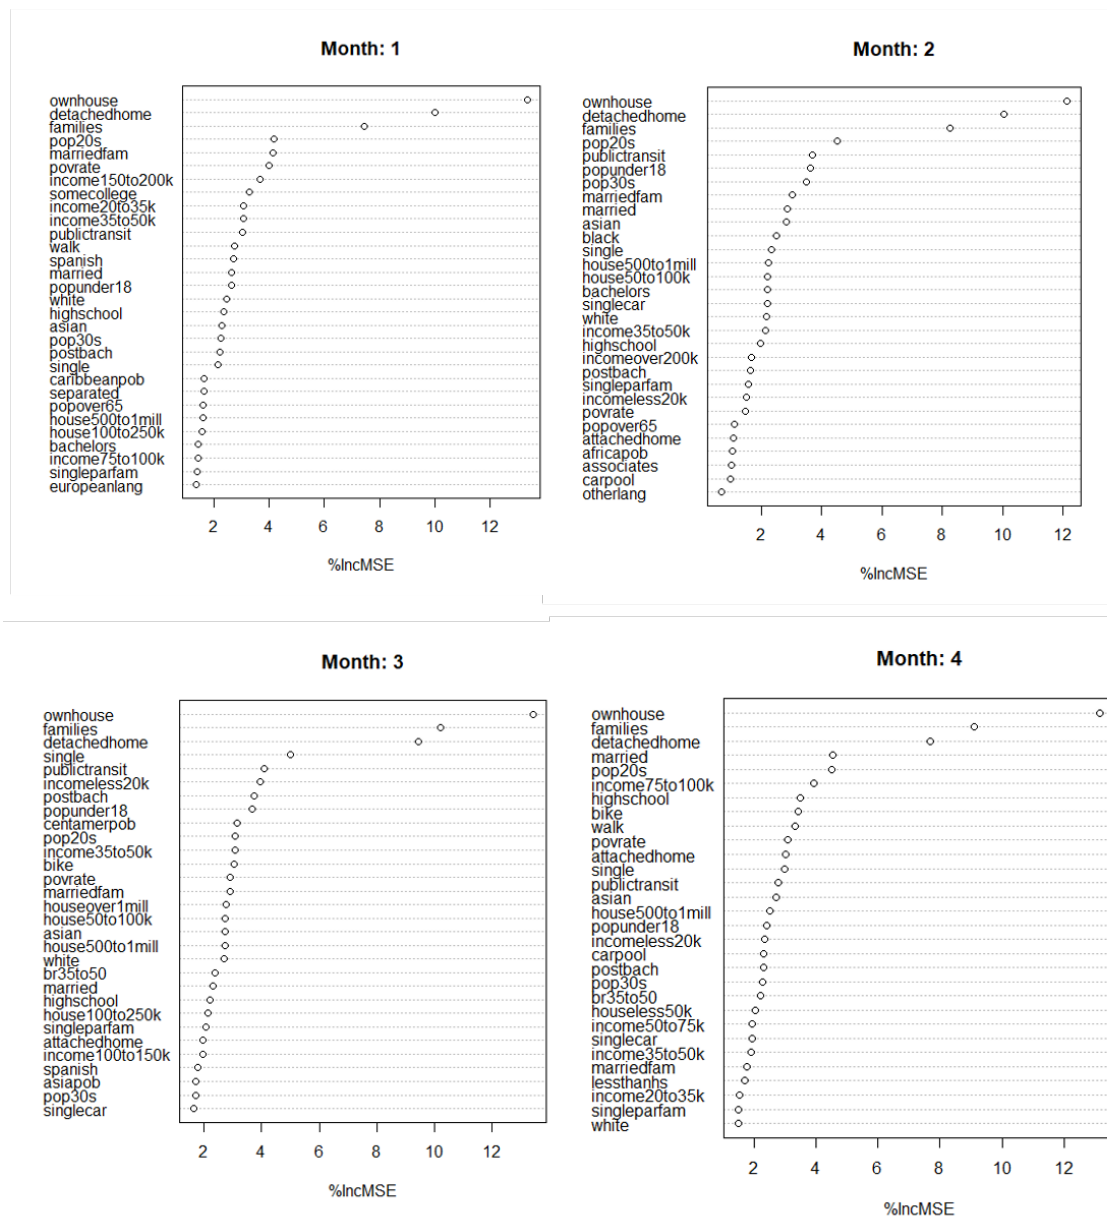 Month: 1
ownhouse
detachedhome
families
pop20s
marriedfam
povrate
income150to200k
somecollege
income20to35k
income35to50k
publictransit
walk
spanish
married
popunder18
white
highschool
asian
pop30s
postbach
single
caribbeanpob
separated
popover65
house500to1mill
house100to250k
bachelors
income75to100k
singleparfam
europeanlang
2 4 6 8 10 12
%IncMSE
Month: 2
ownhouse
detachedhome
families
pop20s
publictransit
popunder18
pop30s
marriedfam
married
asian
black
single
house500to1mill
house50to100k
bachelors
singlecar
white
income35to50k
highschool
incomeover200k
postbach
singleparfam
incomeless20k
povrate
popover65
attachedhome
africapob
associates
carpool
otherlang
2 4 6 8 10 12
%IncMSE
Month: 3
ownhouse
families
detachedhome
single
publictransit
incomeless20k
postbach
popunder18
centamerpob
pop20s
income35to50k
bike
povrate
marriedfam
houseover1mill
house50to100k
asian
house500to1mill
white
br35to50
married
highschool
house100to250k
singleparfam
attachedhome
income100to150k
spanish
asiapob
pop30s
singlecar
2 4 6 8 10 12
%IncMSE
Month: 4
ownhouse
families
detachedhome
married
pop20s
income75to100k
highschool
bike
walk
povrate
attachedhome
single
publictransit
asian
house500to1mill
popunder18
incomeless20k
carpool
postbach
pop30s
br35to50
houseless50k
income50to75k
singlecar
income35to50k
marriedfam
lessthanhs
income20to35k
singleparfam
white
2 4 6 8 10 12
%IncMSE